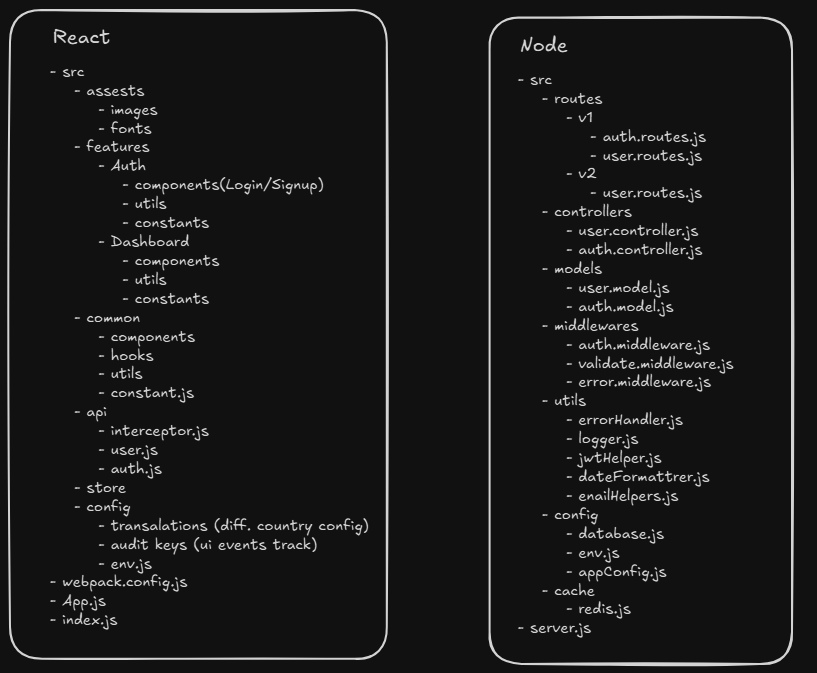 React
- src
- assests
- images
- fonts
- features
- Auth
- components(Login/Signup)
- utils
- constants
- Dashboard
- components
- utils
- constants
- common
- components
- hooks
- utils
- constant.js
- api
- interceptor.js
- user.js
- auth.js
- store
- config
- transalations (diff. country config)
- audit keys (ui events track)
- env.js
- webpack.config.js
- App.js
- index.js
Node
- src
- routes
- v1
- auth.routes.js
- user.routes.js
- v2
- user.routes.js
- controllers
- user.controller.js
- auth.controller.js
- models
- user.model.js
- auth.model.js
- middlewares
- auth.middleware.js
- validate.middleware.js
- error.middleware.js
- utils
- errorHandler.js
- logger.js
- jwtHelper.js
- dateFormattrer.js
- enailHelpers.js
- config
- database.js
- env.js
- appConfig.js
- cache
- redis.js
- server.js